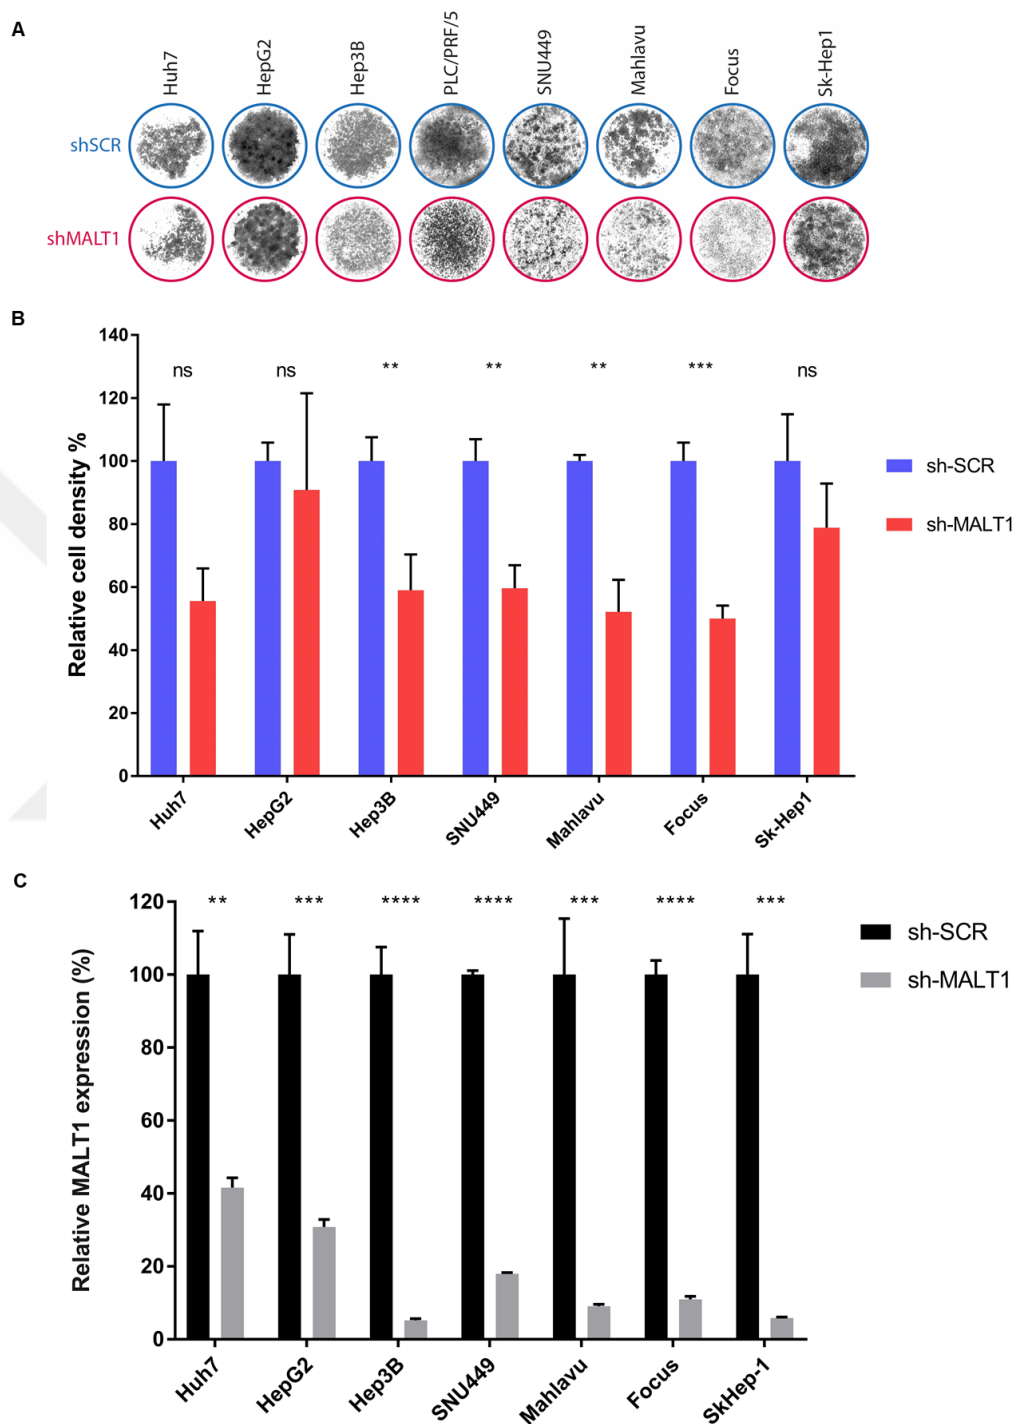 A
Huh7
HepG2
Hep3B
PLC/PRF/5
SNU449
Mahlavu
Focus
Sk-Hep1
shSCR
shMALT1
B
140
120
100
80
60
40
20
0
Relative cell density %
ns
ns
**
**
**
***
ns
sh-SCR
sh-MALT1
Huh7
HepG2
Hep3B
SNU449
Mahlavu
Focus
Sk-Hep1
C
120
100
80
60
40
20
0
Relative MALT1 expression (%)
**
***
****
****
***
****
***
sh-SCR
sh-MALT1
Huh7
HepG2
Hep3B
SNU449
Mahlavu
Focus
SkHep-1